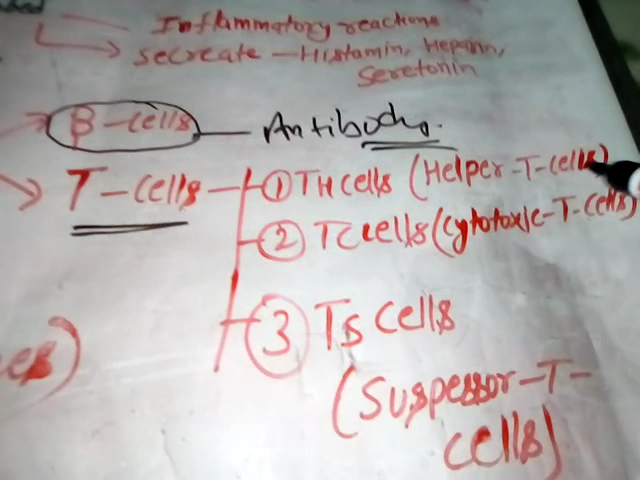 Inflammatory reactions
secreate - Histamin, Heparin,
Seretonin
B - cells — Antibody.
T - cells — ① TH cells (Helper - T - cells)
② TC cells (Cytotoxic - T - cells)
③ Ts cells
(Suspessor - T -
cells)